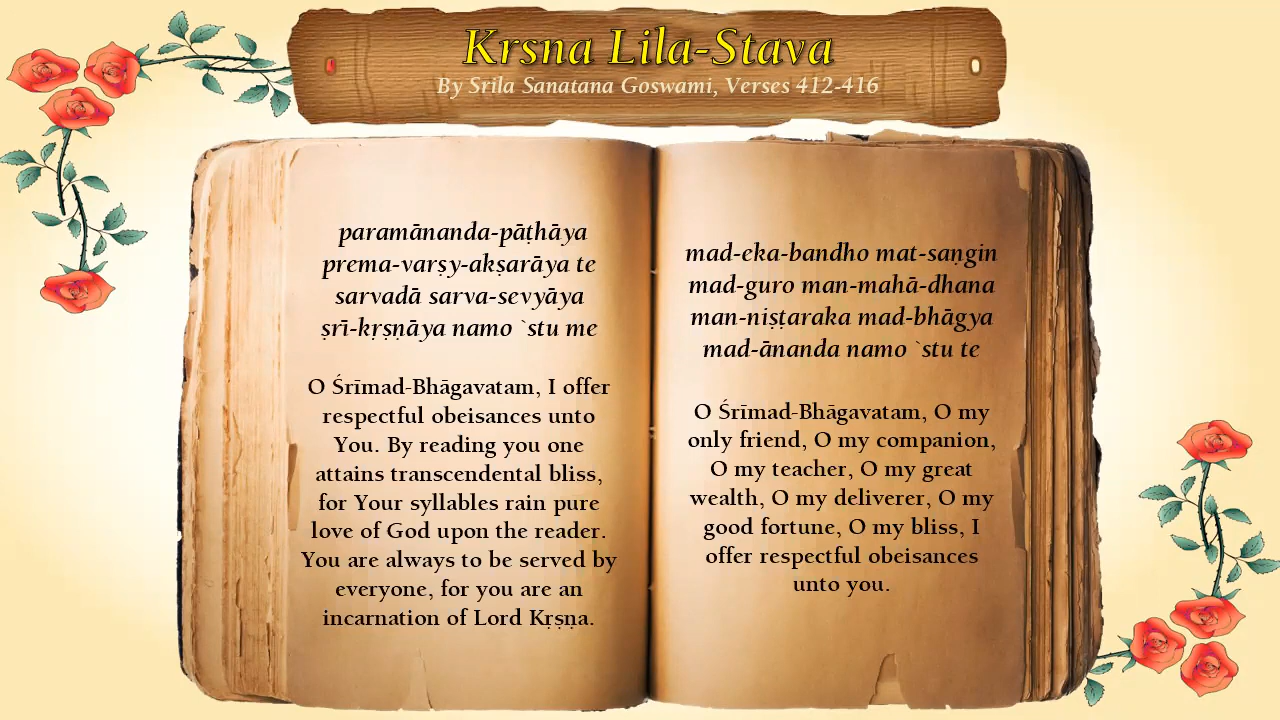 Krsna Lila-Stava
By Srila Sanatana Goswami, Verses 412-416
paramānanda-pāṭhāya
prema-varṣy-akṣarāya te
sarvadā sarva-sevyāya
ṣrī-kṛṣṇāya namo `stu me
O Śrīmad-Bhāgavatam, I offer
respectful obeisances unto
You. By reading you one
attains transcendental bliss,
for Your syllables rain pure
love of God upon the reader.
You are always to be served by
everyone, for you are an
incarnation of Lord Kṛṣṇa.
mad-eka-bandho mat-saṇgin
mad-guro man-mahā-dhana
man-niṣṭaraka mad-bhāgya
mad-ānanda namo `stu te
O Śrīmad-Bhāgavatam, O my
only friend, O my companion,
O my teacher, O my great
wealth, O my deliverer, O my
good fortune, O my bliss, I
offer respectful obeisances
unto you.